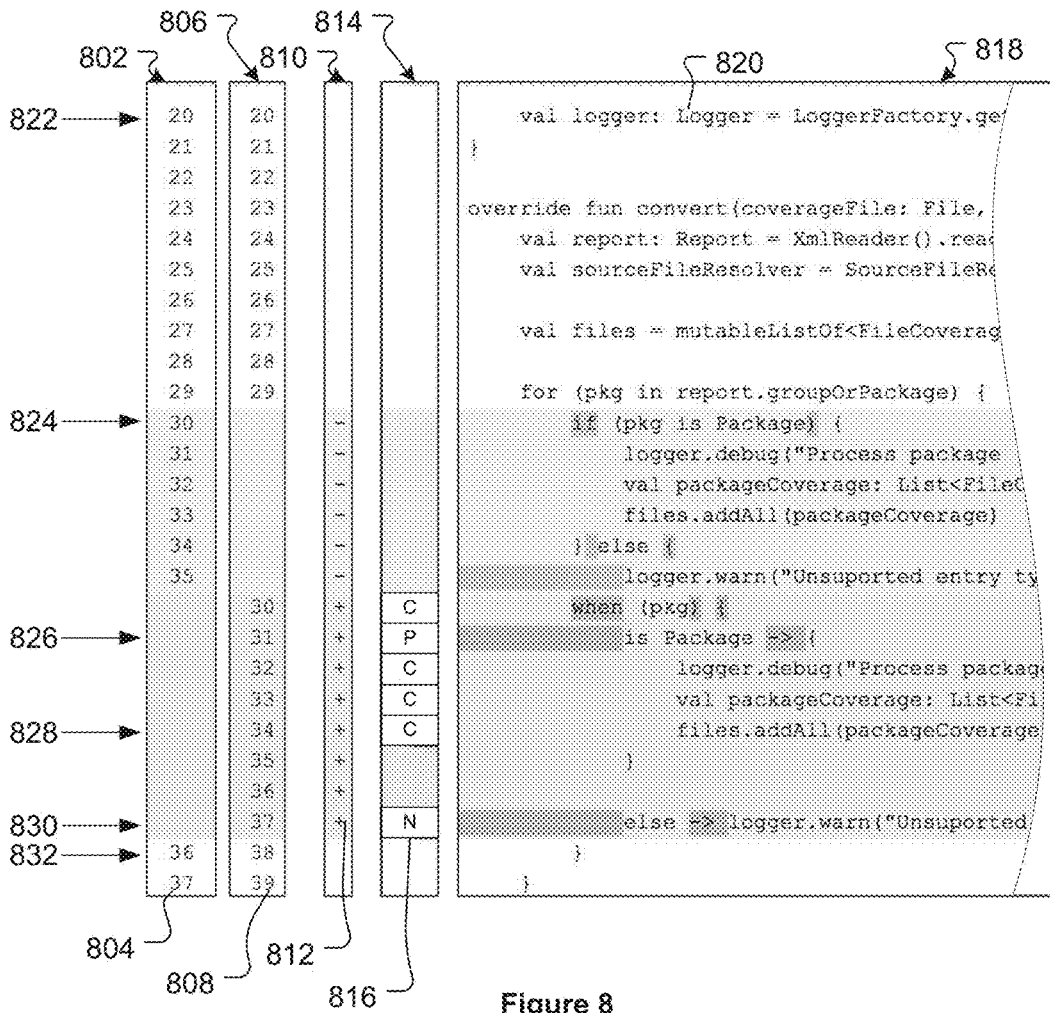 806 814
802 810 820 818
822 20 20 val logger: Logger = LoggerFactory.get
21 21 }
22 22
23 23 override fun convert(coverageFile: File,
24 24 val report: Report = XmlReader().read
25 25 val sourceFileResolver = SourceFileRe
26 26
27 27 val files = mutableListOf<FileCoverag
28 28
29 29 for (pkg in report.groupOrPackage) {
824 30 - if (pkg is Package) {
31 - logger.debug("Process package
32 - val packageCoverage: List<FileC
33 - files.addAll(packageCoverage)
34 - } else {
35 - logger.warn("Unsuported entry ty
30 + C when (pkg) {
826 31 + P is Package -> {
32 + C logger.debug("Process package
33 + C val packageCoverage: List<Fi
828 34 + C files.addAll(packageCoverage
35 + }
36 +
830 37 + N else -> logger.warn("Unsuported
832 36 38 }
37 39 }
804 808 812 816
Figure 8